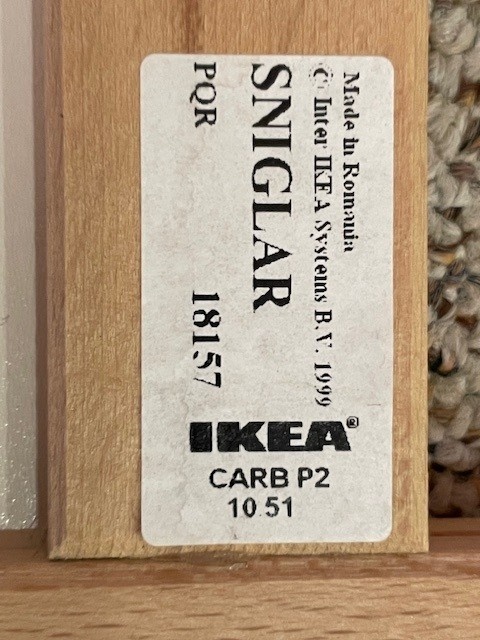 Made in Romania
© Inter IKEA Systems B.V. 1999
SNIGLAR
PQR 18157
IKEA®
CARB P2
10.51